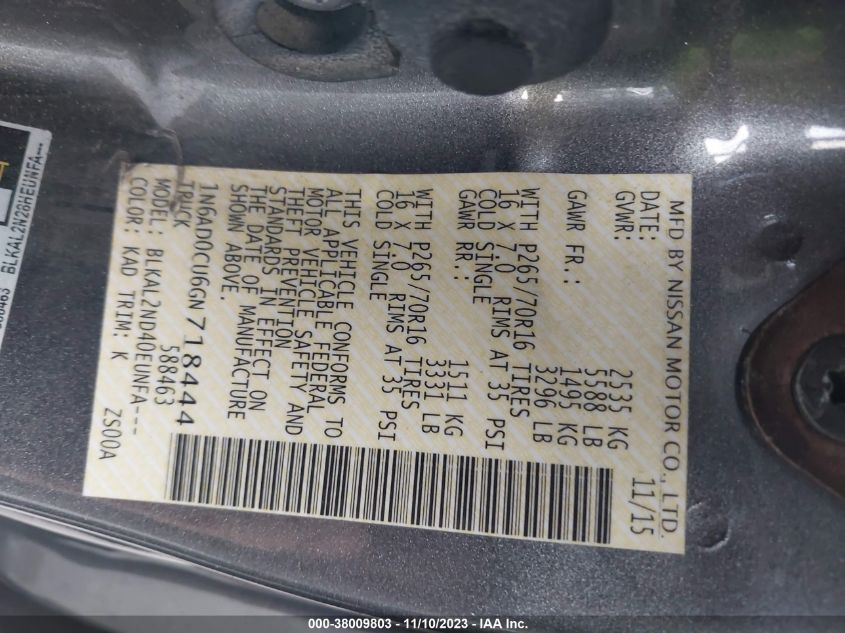 MFD BY NISSAN MOTOR CO., LTD.
DATE: 11/15
GVWR: 2535 KG
5588 LB
GAWR FR.: 1495 KG
3296 LB
WITH P265/70R16 TIRES
16 X 7.0 RIMS AT 35 PSI
COLD SINGLE
GAWR RR.: 1511 KG
3331 LB
WITH P265/70R16 TIRES
16 X 7.0 RIMS AT 35 PSI
COLD SINGLE
THIS VEHICLE CONFORMS TO
ALL APPLICABLE FEDERAL
MOTOR VEHICLE SAFETY AND
THEFT PREVENTION
STANDARDS IN EFFECT ON
THE DATE OF MANUFACTURE
SHOWN ABOVE.
1N6AD0CU6GN718444
TRUCK 588463
MODEL: BLKAL2ND40EUNFA---
COLOR: KAD TRIM: K ZS00A
BLKAL2N28HEUNFA---
000-38009803 - 11/10/2023 - IAA Inc.